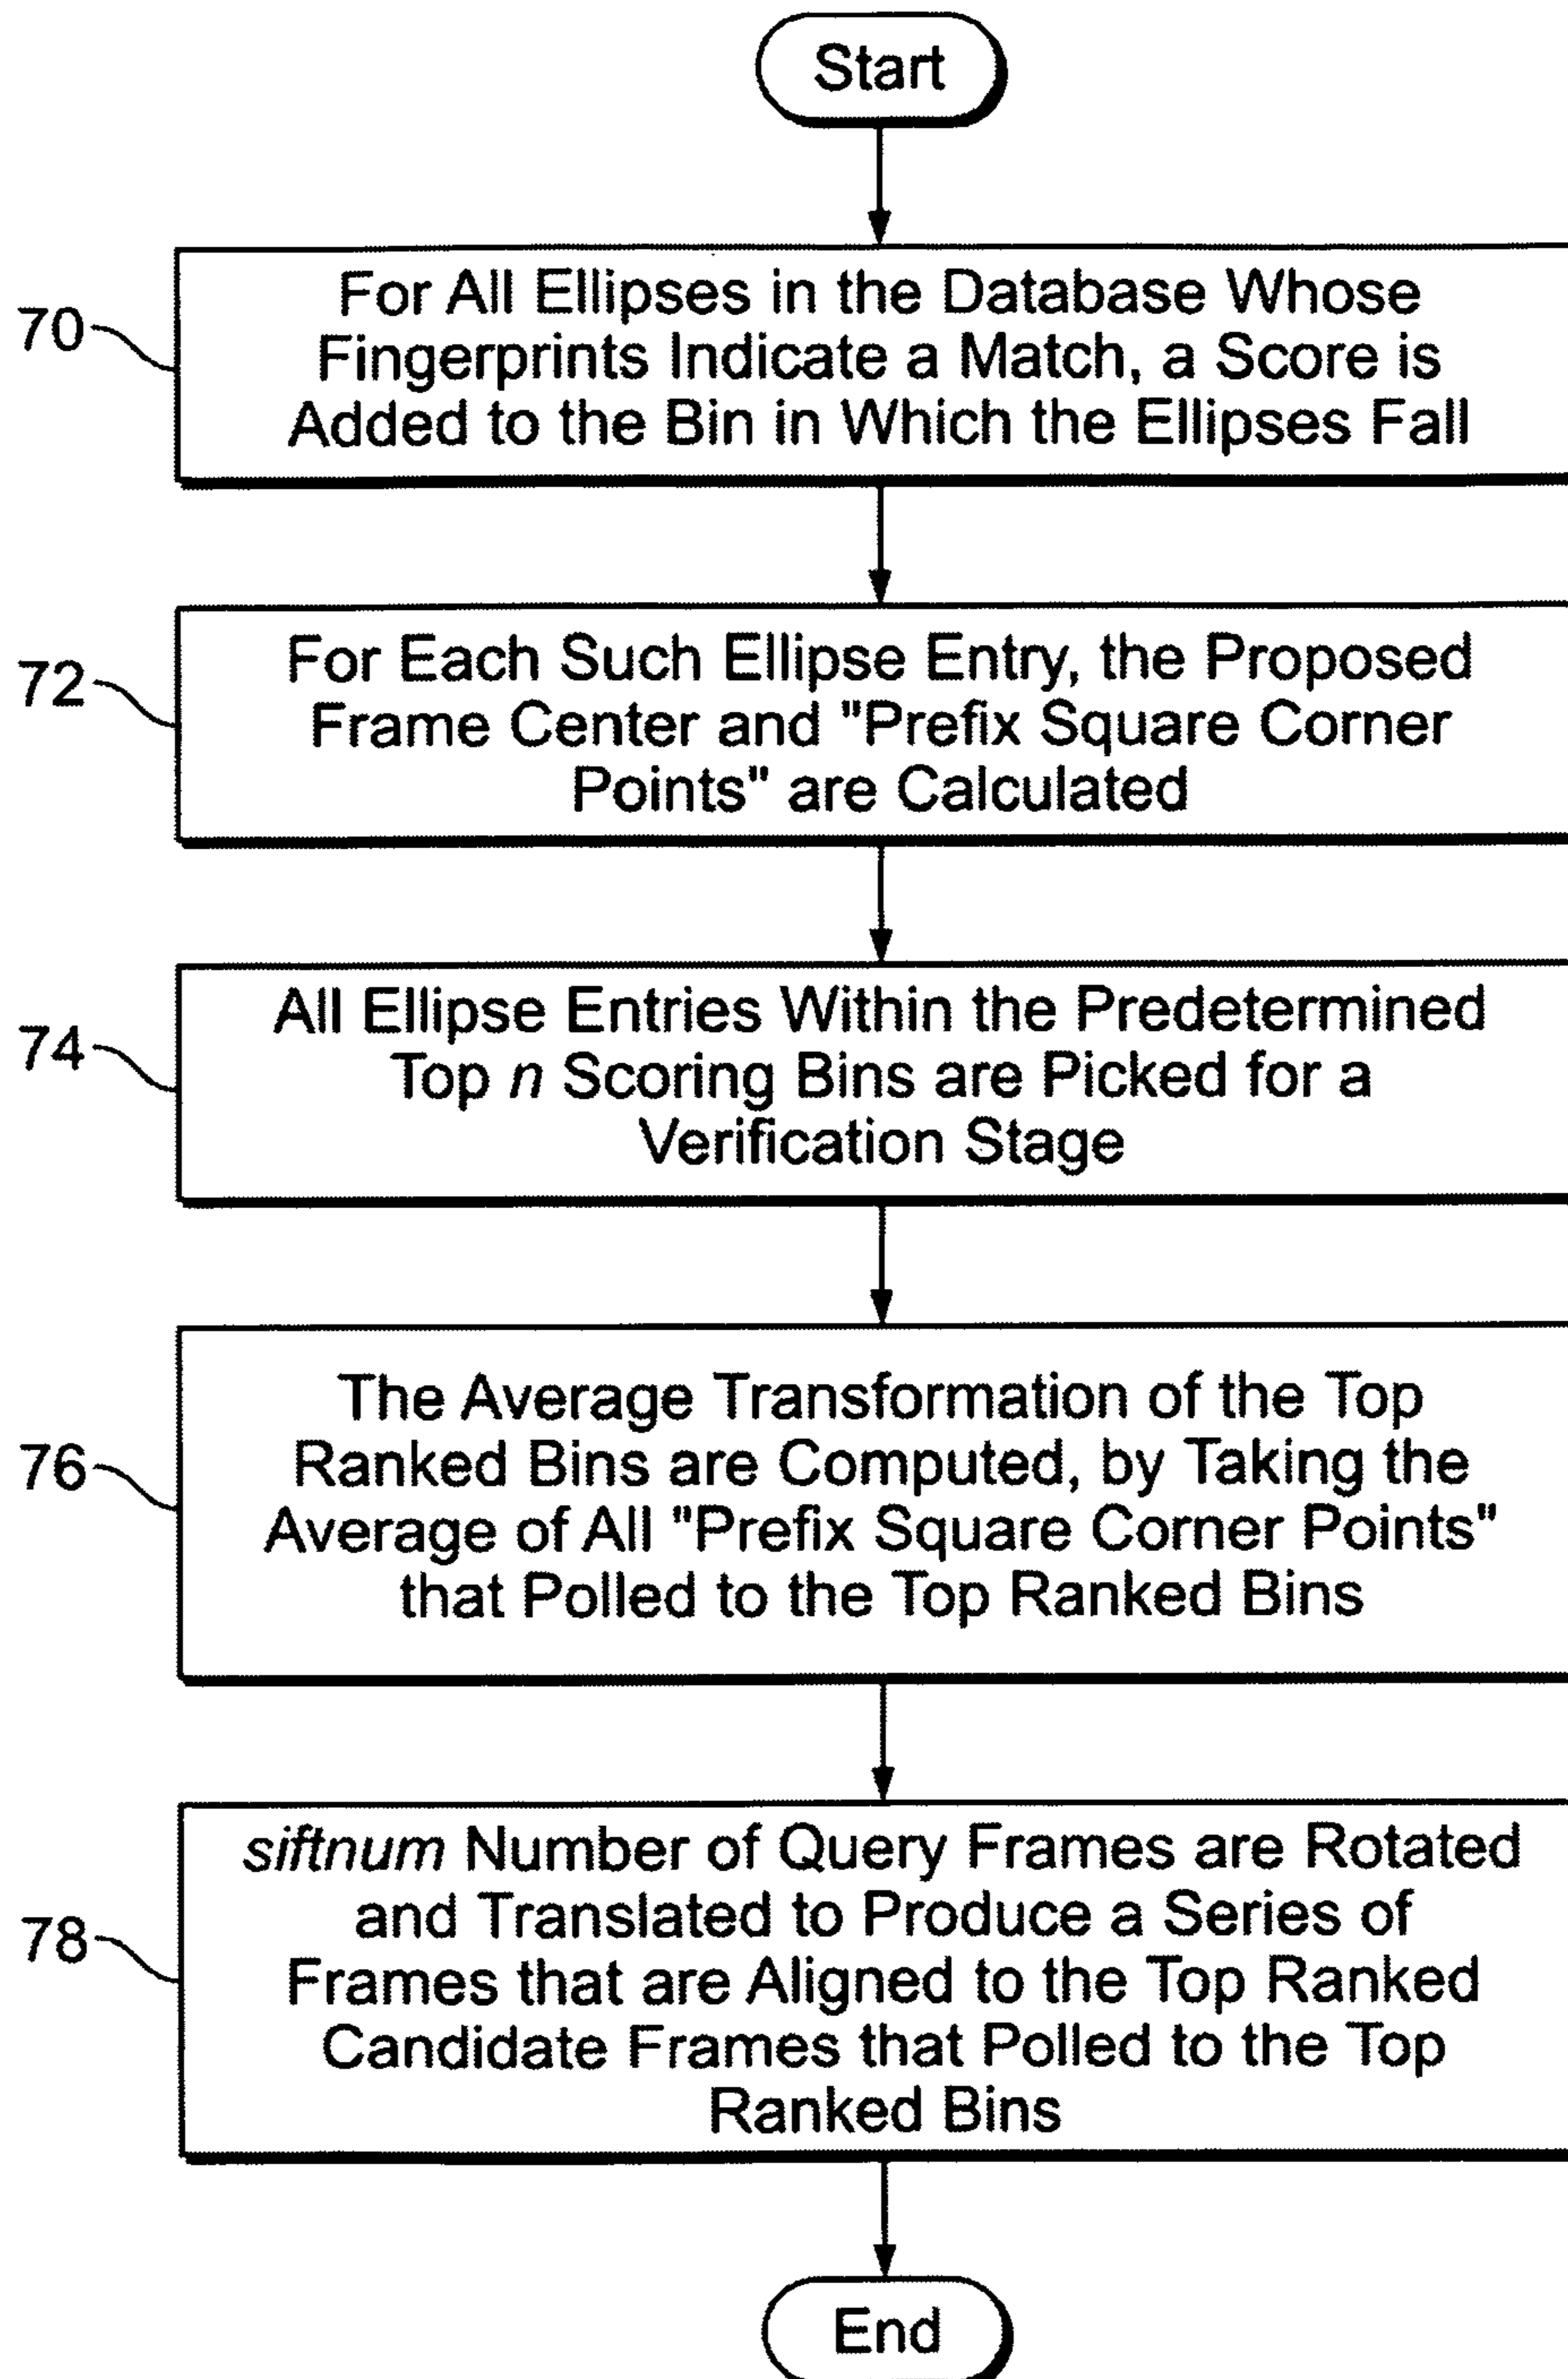 Start
70
For All Ellipses in the Database Whose
Fingerprints Indicate a Match, a Score is
Added to the Bin in Which the Ellipses Fall
72
For Each Such Ellipse Entry, the Proposed
Frame Center and "Prefix Square Corner
Points" are Calculated
74
All Ellipse Entries Within the Predetermined
Top n Scoring Bins are Picked for a
Verification Stage
76
The Average Transformation of the Top
Ranked Bins are Computed, by Taking the
Average of All "Prefix Square Corner Points"
that Polled to the Top Ranked Bins
78
siftnum Number of Query Frames are Rotated
and Translated to Produce a Series of
Frames that are Aligned to the Top Ranked
Candidate Frames that Polled to the Top
Ranked Bins
End